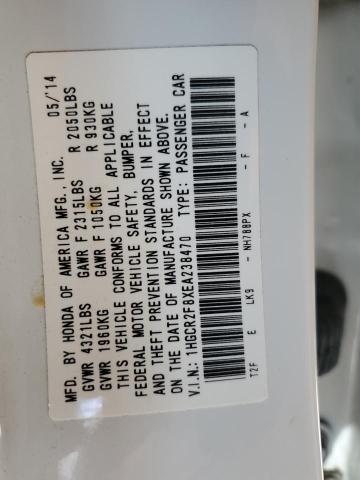 MFD. BY HONDA OF AMERICA MFG., INC. 05/'14
GVWR 4321LBS GAWR F 2315LBS R 2050LBS
GVWR 1960KG GAWR F 1050KG R 930KG
THIS VEHICLE CONFORMS TO ALL APPLICABLE
FEDERAL MOTOR VEHICLE SAFETY, BUMPER,
AND THEFT PREVENTION STANDARDS IN EFFECT
ON THE DATE OF MANUFACTURE SHOWN ABOVE.
V.I.N.: 1HGCR2F8XEA238470 TYPE: PASSENGER CAR
T2F E LK9 - NH788PX - F - A